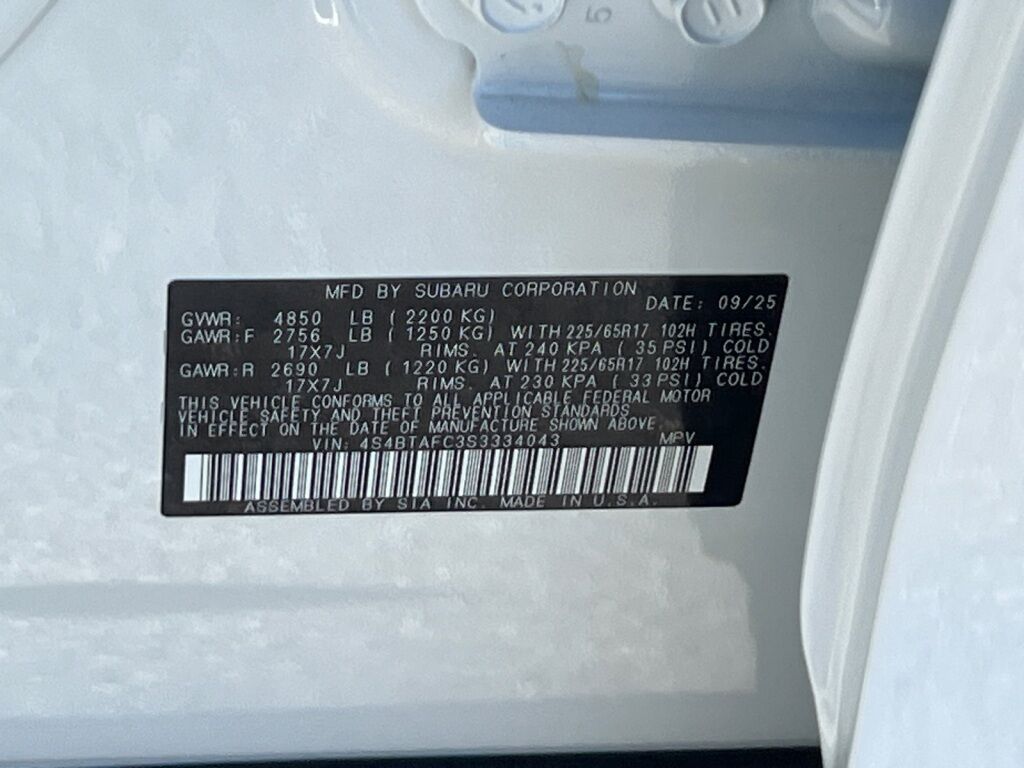 MFD BY SUBARU CORPORATION DATE: 09/25
GVWR: 4850 LB ( 2200 KG)
GAWR: F 2756 LB ( 1250 KG) WITH 225/65R17 102H TIRES.
17X7J RIMS. AT 240 KPA ( 35 PSI) COLD
GAWR: R 2690 LB ( 1220 KG) WITH 225/65R17 102H TIRES.
17X7J RIMS. AT 230 KPA ( 33 PSI) COLD
THIS VEHICLE CONFORMS TO ALL APPLICABLE FEDERAL MOTOR
VEHICLE SAFETY AND THEFT PREVENTION STANDARDS
IN EFFECT ON THE DATE OF MANUFACTURE SHOWN ABOVE.
VIN: 4S4BTAFC3S3334043 MPV
ASSEMBLED BY SIA INC. MADE IN U.S.A.